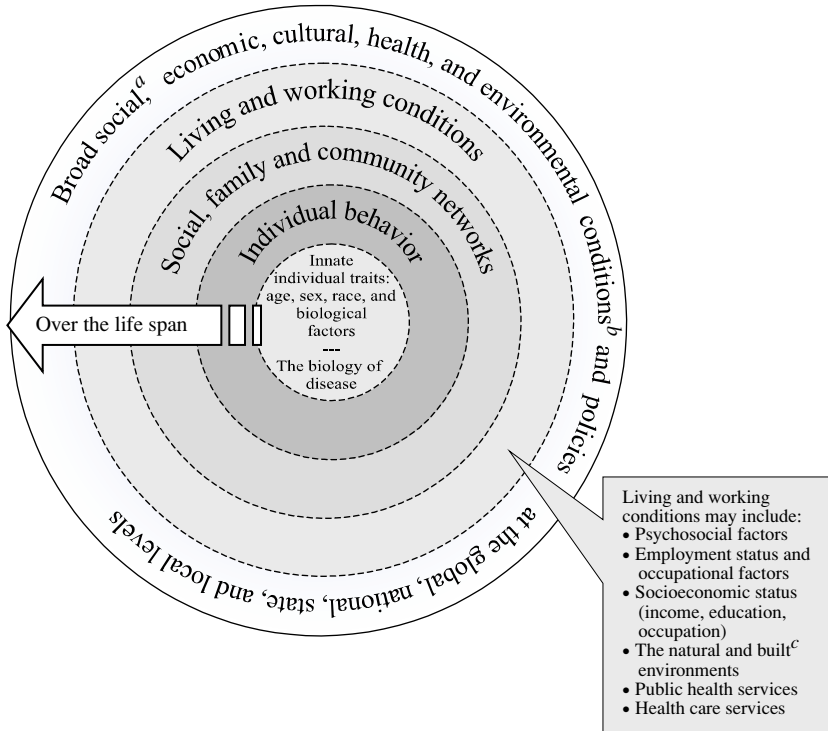 Broad social,a economic, cultural, health, and environmental conditionsb and policies
at the global, national, state, and local levels
Living and working conditions
Social, family and community networks
Individual behavior
Innate
individual traits:
age, sex, race, and
biological
factors
---
The biology of
disease
Over the life span
Living and working
conditions may include:
• Psychosocial factors
• Employment status and
occupational factors
• Socioeconomic status
(income, education,
occupation)
• The natural and builtc
environments
• Public health services
• Health care services